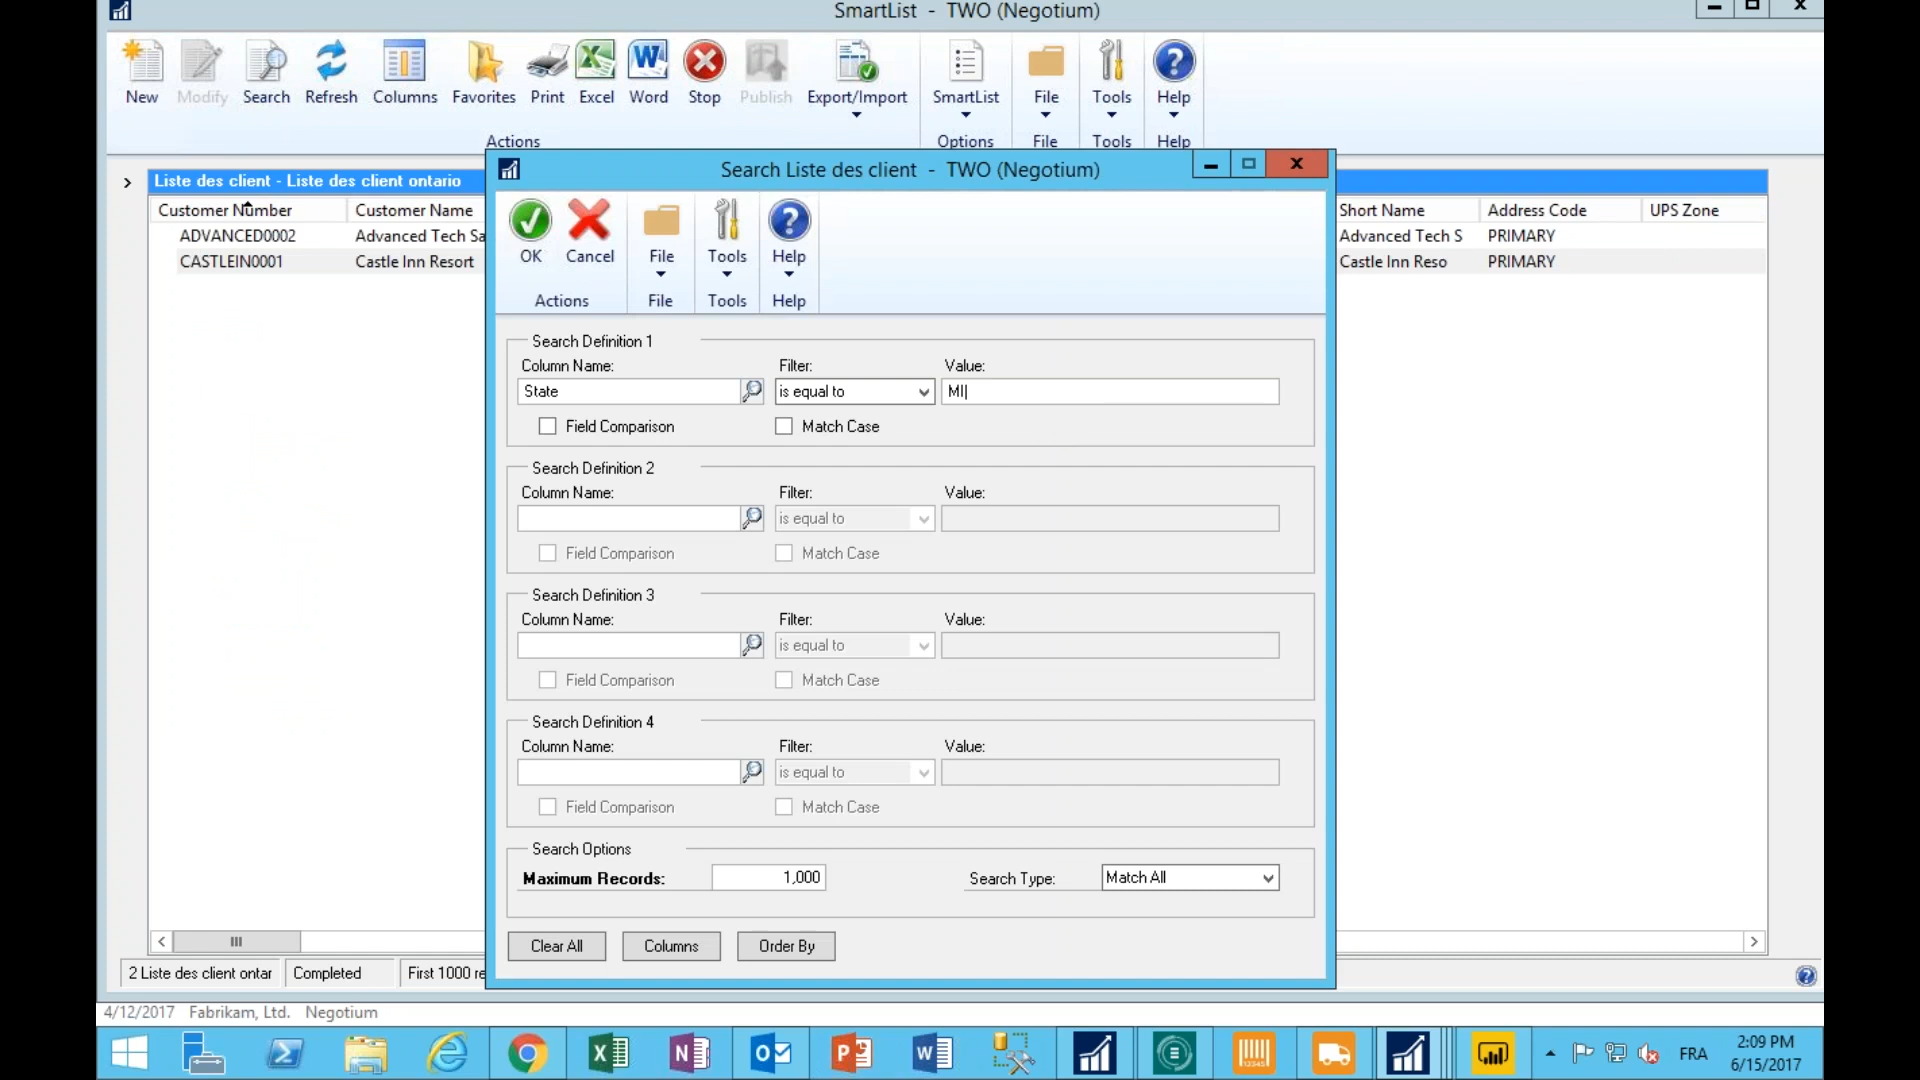 SmartList - TWO (Negotium)
New Modify Search Refresh Columns Favorites Print Excel Word Stop Publish Export/Import SmartList File Tools Help
Actions Options File Tools Help
Search Liste des client - TWO (Negotium)
Liste des client - Liste des client ontario
Customer Number Customer Name Short Name Address Code UPS Zone
ADVANCED0002 Advanced Tech Sa Advanced Tech S PRIMARY
CASTLEIN0001 Castle Inn Resort Castle Inn Reso PRIMARY
OK Cancel File Tools Help
Actions File Tools Help
Search Definition 1
Column Name: Filter: Value:
State is equal to MI
Field Comparison Match Case
Search Definition 2
Column Name: Filter: Value:
is equal to
Field Comparison Match Case
Search Definition 3
Column Name: Filter: Value:
is equal to
Field Comparison Match Case
Search Definition 4
Column Name: Filter: Value:
is equal to
Field Comparison Match Case
Search Options
Maximum Records: 1,000 Search Type: Match All
Clear All Columns Order By
2 Liste des client ontar Completed First 1000 re
4/12/2017 Fabrikam, Ltd. Negotium
FRA 2:09 PM
6/15/2017